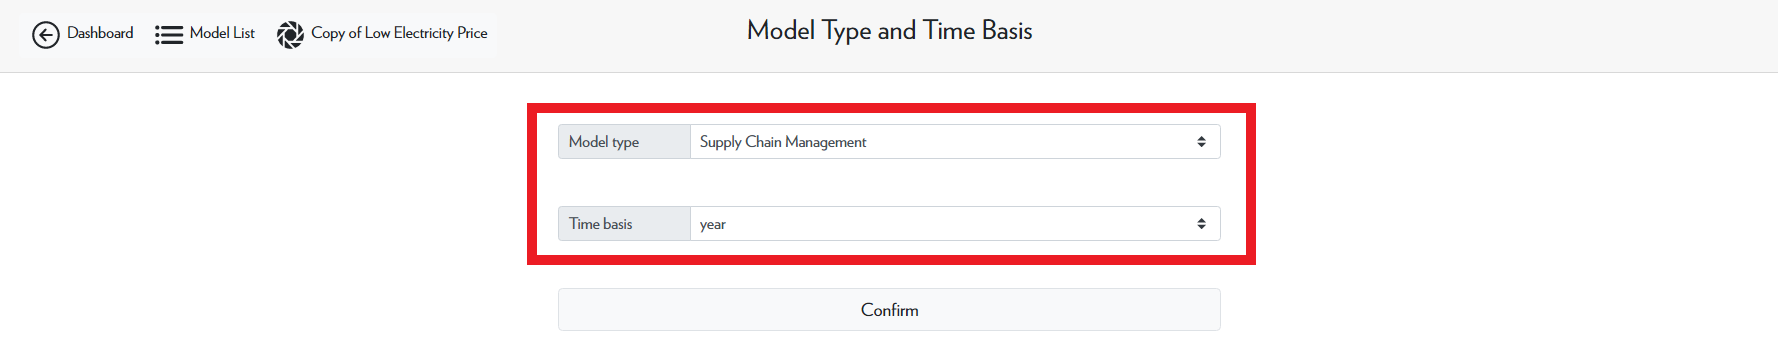 Dashboard Model List Copy of Low Electricity Price Model Type and Time Basis
Model type Supply Chain Management
Time basis year
Confirm